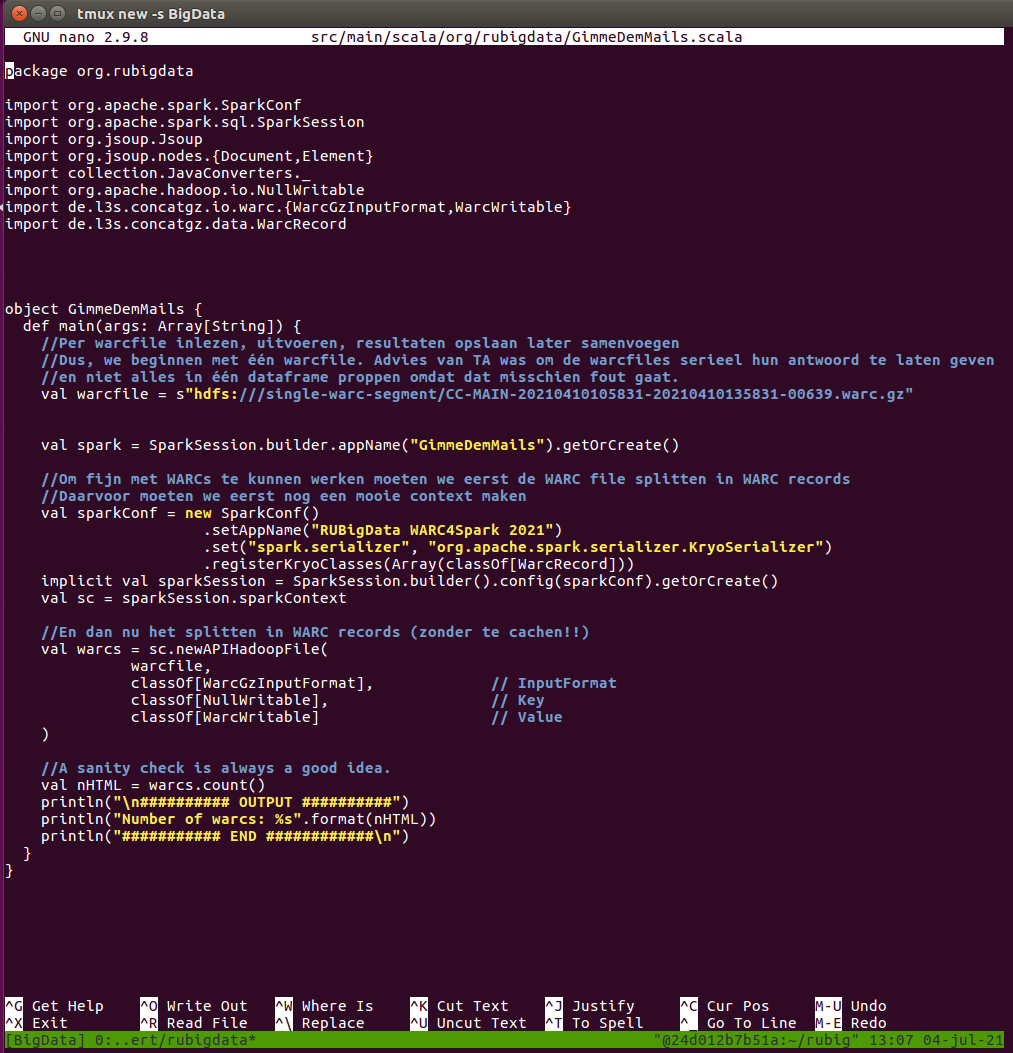 tmux new -s BigData
GNU nano 2.9.8 src/main/scala/org/rubigdata/GimmeDemMails.scala
package org.rubigdata
import org.apache.spark.SparkConf
import org.apache.spark.sql.SparkSession
import org.jsoup.Jsoup
import org.jsoup.nodes.{Document,Element}
import collection.JavaConverters._
import org.apache.hadoop.io.NullWritable
import de.l3s.concatgz.io.warc.{WarcGzInputFormat,WarcWritable}
import de.l3s.concatgz.data.WarcRecord
object GimmeDemMails {
  def main(args: Array[String]) {
    //Per warcfile inlezen, uitvoeren, resultaten opslaan later samenvoegen
    //Dus, we beginnen met één warcfile. Advies van TA was om de warcfiles serieel hun antwoord te laten geven
    //en niet alles in één dataframe proppen omdat dat misschien fout gaat.
    val warcfile = s"hdfs:///single-warc-segment/CC-MAIN-20210410105831-20210410135831-00639.warc.gz"
    val spark = SparkSession.builder.appName("GimmeDemMails").getOrCreate()
    //Om fijn met WARCs te kunnen werken moeten we eerst de WARC file splitten in WARC records
    //Daarvoor moeten we eerst nog een mooie context maken
    val sparkConf = new SparkConf()
                      .setAppName("RUBigData WARC4Spark 2021")
                      .set("spark.serializer", "org.apache.spark.serializer.KryoSerializer")
                      .registerKryoClasses(Array(classOf[WarcRecord]))
    implicit val sparkSession = SparkSession.builder().config(sparkConf).getOrCreate()
    val sc = sparkSession.sparkContext
    //En dan nu het splitten in WARC records (zonder te cachen!!)
    val warcs = sc.newAPIHadoopFile(
              warcfile,
              classOf[WarcGzInputFormat],             // InputFormat
              classOf[NullWritable],                  // Key
              classOf[WarcWritable]                   // Value
    )
    //A sanity check is always a good idea.
    val nHTML = warcs.count()
    println("\n########## OUTPUT ##########")
    println("Number of warcs: %s".format(nHTML))
    println("########### END ############\n")
  }
}
^G Get Help ^O Write Out ^W Where Is ^K Cut Text ^J Justify ^C Cur Pos M-U Undo
^X Exit ^R Read File ^\ Replace ^U Uncut Text ^T To Spell ^_ Go To Line M-E Redo
[BigData] 0:..ert/rubigdata* "@24d012b7b51a:~/rubig" 13:07 04-jul-21